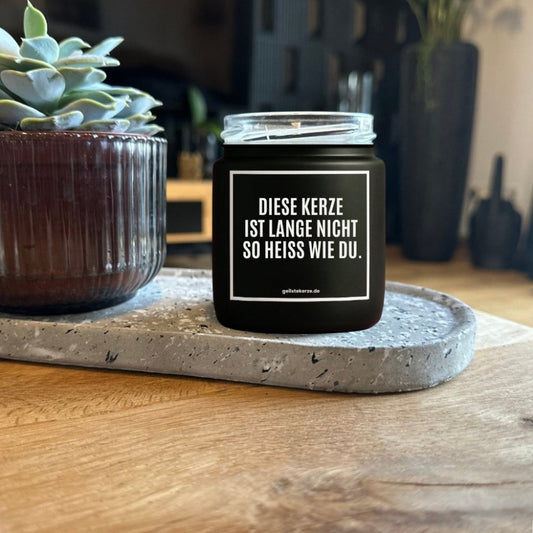 DIESE KERZE
IST LANGE NICHT
SO HEISS WIE DU.
geilstekerze.de